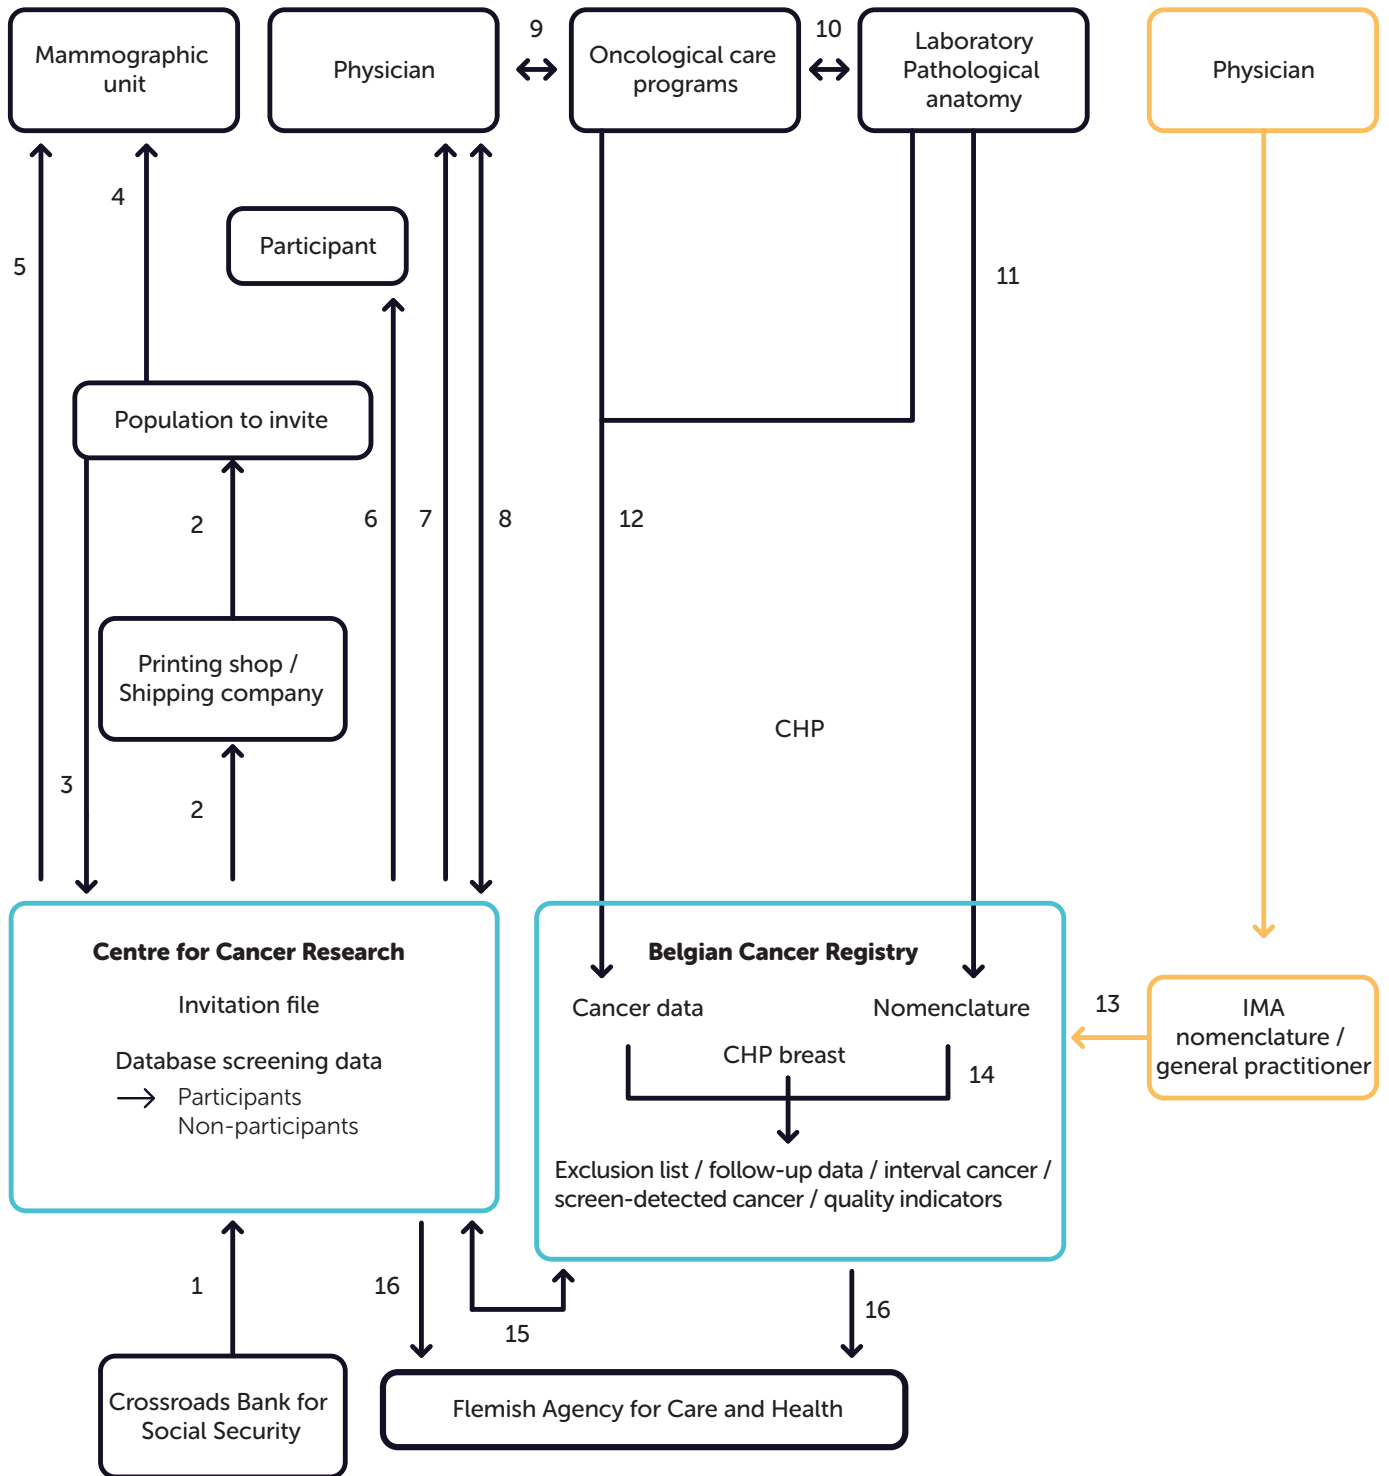 Mammographic
unit
Physician
9
Oncological care
programs
10
Laboratory
Pathological
anatomy
Physician
4
Participant
5
11
Population to invite
2
6
7
8
12
Printing shop /
Shipping company
CHP
3
2
Centre for Cancer Research
Invitation file
Database screening data
Participants
Non-participants
Belgian Cancer Registry
Cancer data
Nomenclature
CHP breast
14
Exclusion list / follow-up data / interval cancer /
screen-detected cancer / quality indicators
13
IMA
nomenclature /
general practitioner
1
16
15
16
Crossroads Bank for
Social Security
Flemish Agency for Care and Health